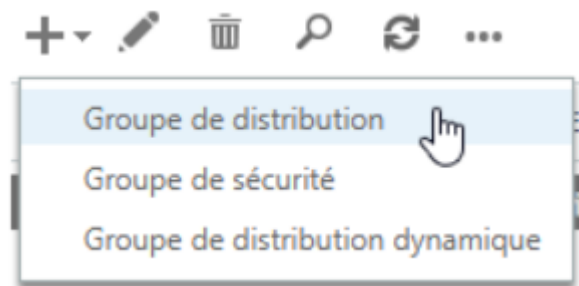 Groupe de distribution
Groupe de sécurité
Groupe de distribution dynamique